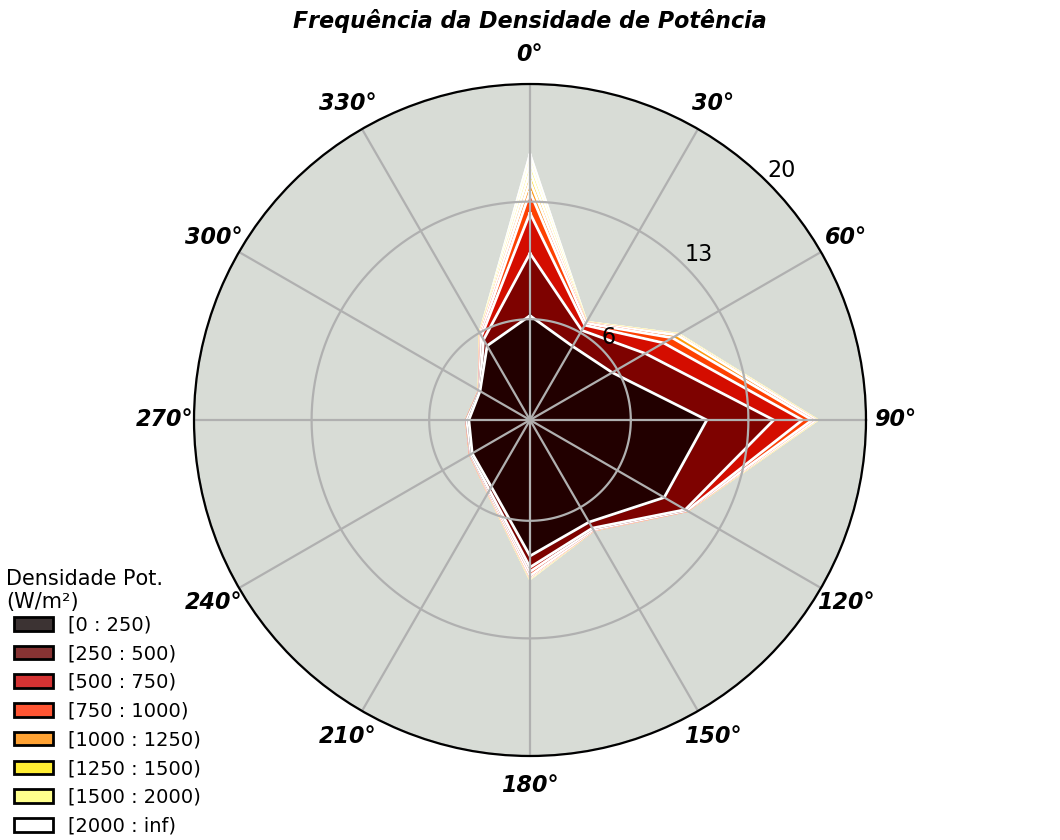 Frequência da Densidade de Potência
0°
330°
30°
20
300°
60°
13
6
270°
90°
240°
120°
210°
150°
180°
Densidade Pot.
(W/m²)
[0 : 250)
[250 : 500)
[500 : 750)
[750 : 1000)
[1000 : 1250)
[1250 : 1500)
[1500 : 2000)
[2000 : inf)